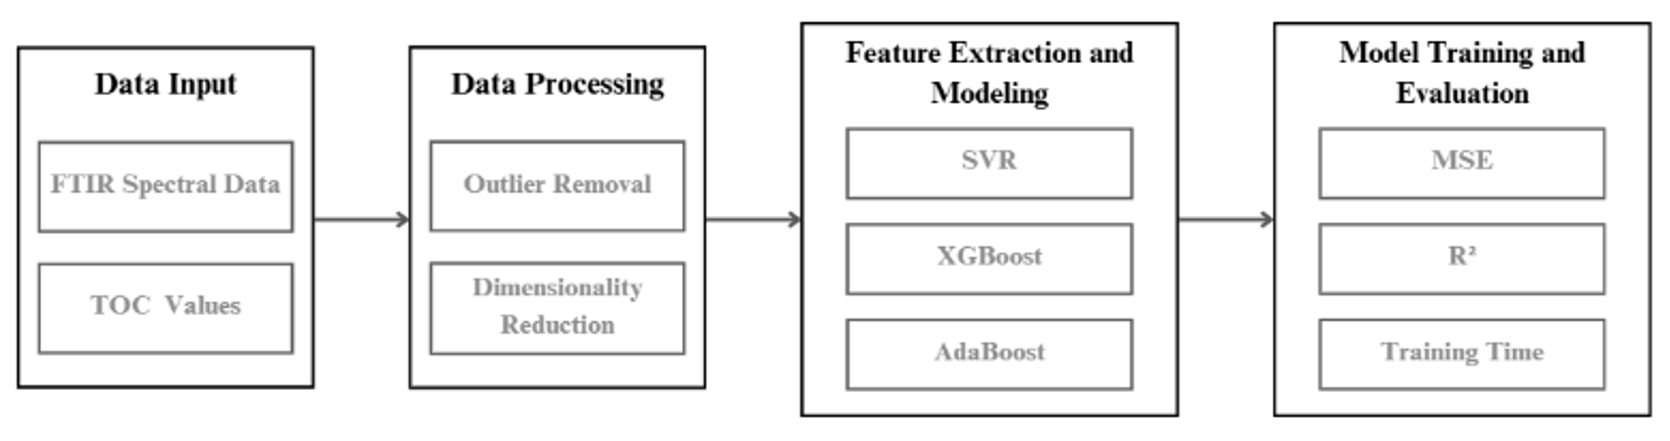 Data Input
FTIR Spectral Data
TOC Values
Data Processing
Outlier Removal
Dimensionality
Reduction
Feature Extraction and
Modeling
SVR
XGBoost
AdaBoost
Model Training and
Evaluation
MSE
R²
Training Time